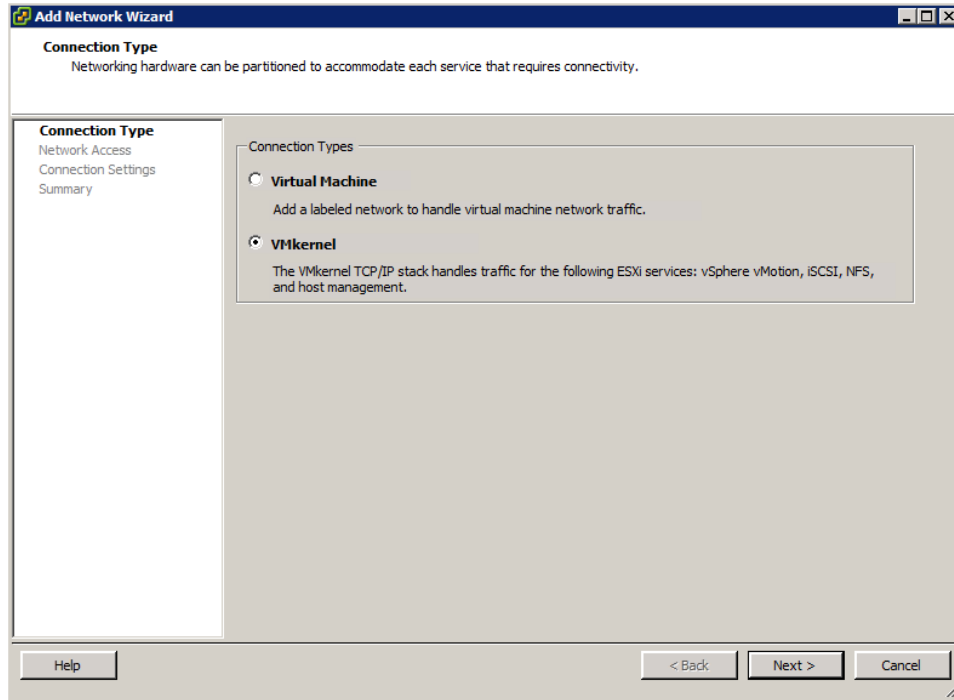 Add Network Wizard
Connection Type
Networking hardware can be partitioned to accommodate each service that requires connectivity.
Connection Type
Network Access
Connection Settings
Summary
Connection Types
Virtual Machine
Add a labeled network to handle virtual machine network traffic.
VMkernel
The VMkernel TCP/IP stack handles traffic for the following ESXi services: vSphere vMotion, iSCSI, NFS,
and host management.
Help
< Back
Next >
Cancel